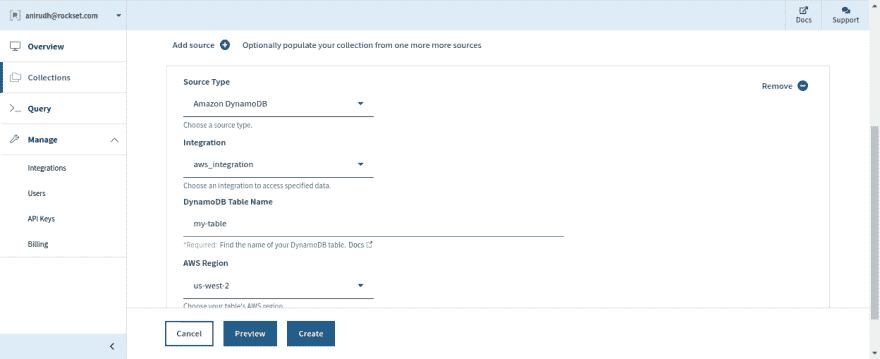 [R] anirudh@rockset.com
Docs
Support
Overview
Collections
Query
Manage
Integrations
Users
API Keys
Billing
Add source Optionally populate your collection from one more more sources
Source Type
Remove
Amazon DynamoDB
Choose a source type.
Integration
aws_integration
Choose an integration to access specified data.
DynamoDB Table Name
my-table
*Required: Find the name of your DynamoDB table. Docs
AWS Region
us-west-2
Choose your table's AWS region
Cancel
Preview
Create